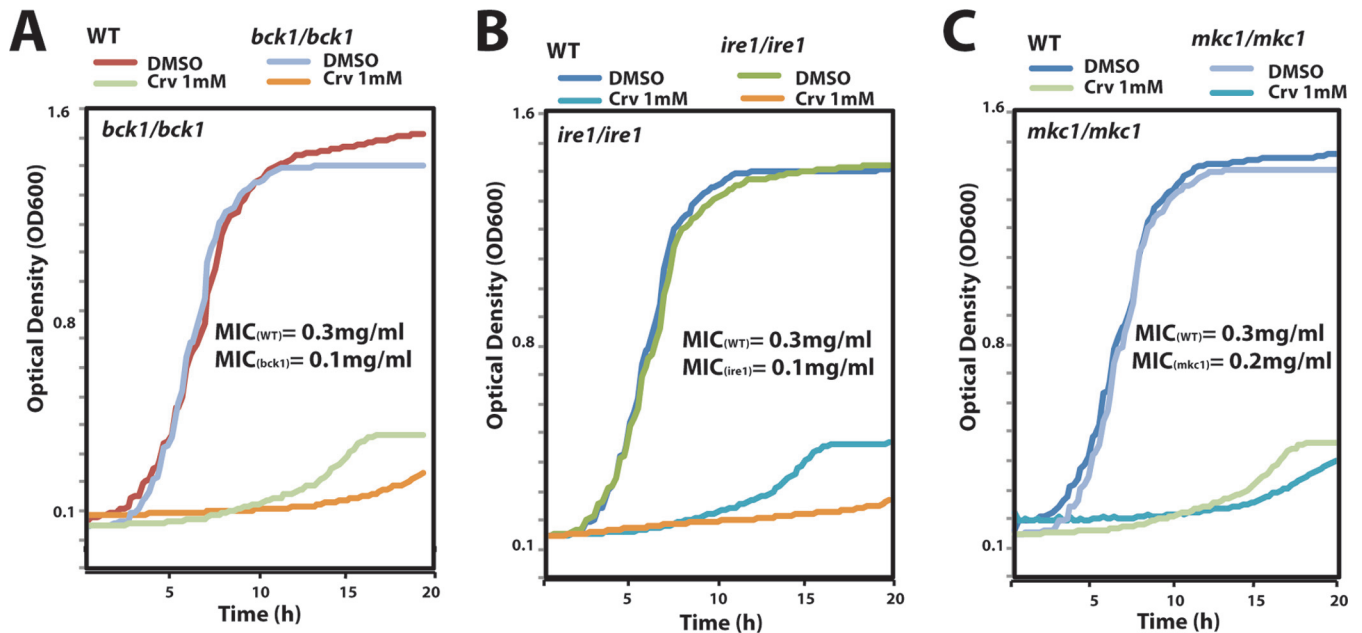 A
WT
bck1/bck1
DMSO
DMSO
Crv 1mM
Crv 1mM
1.6
bck1/bck1
0.8
MIC(WT)= 0.3mg/ml
MIC(bck1)= 0.1mg/ml
0.1
Optical Density (OD600)
5
10
15
20
Time (h)
B
WT
ire1/ire1
DMSO
DMSO
Crv 1mM
Crv 1mM
1.6
ire1/ire1
0.8
MIC(WT)= 0.3mg/ml
MIC(ire1)= 0.1mg/ml
0.1
Optical Density (OD600)
5
10
15
20
Time (h)
C
WT
mkc1/mkc1
DMSO
DMSO
Crv 1mM
Crv 1mM
1.6
mkc1/mkc1
0.8
MIC(WT)= 0.3mg/ml
MIC(mkc1)= 0.2mg/ml
0.1
Optical Density (OD600)
5
10
15
20
Time (h)